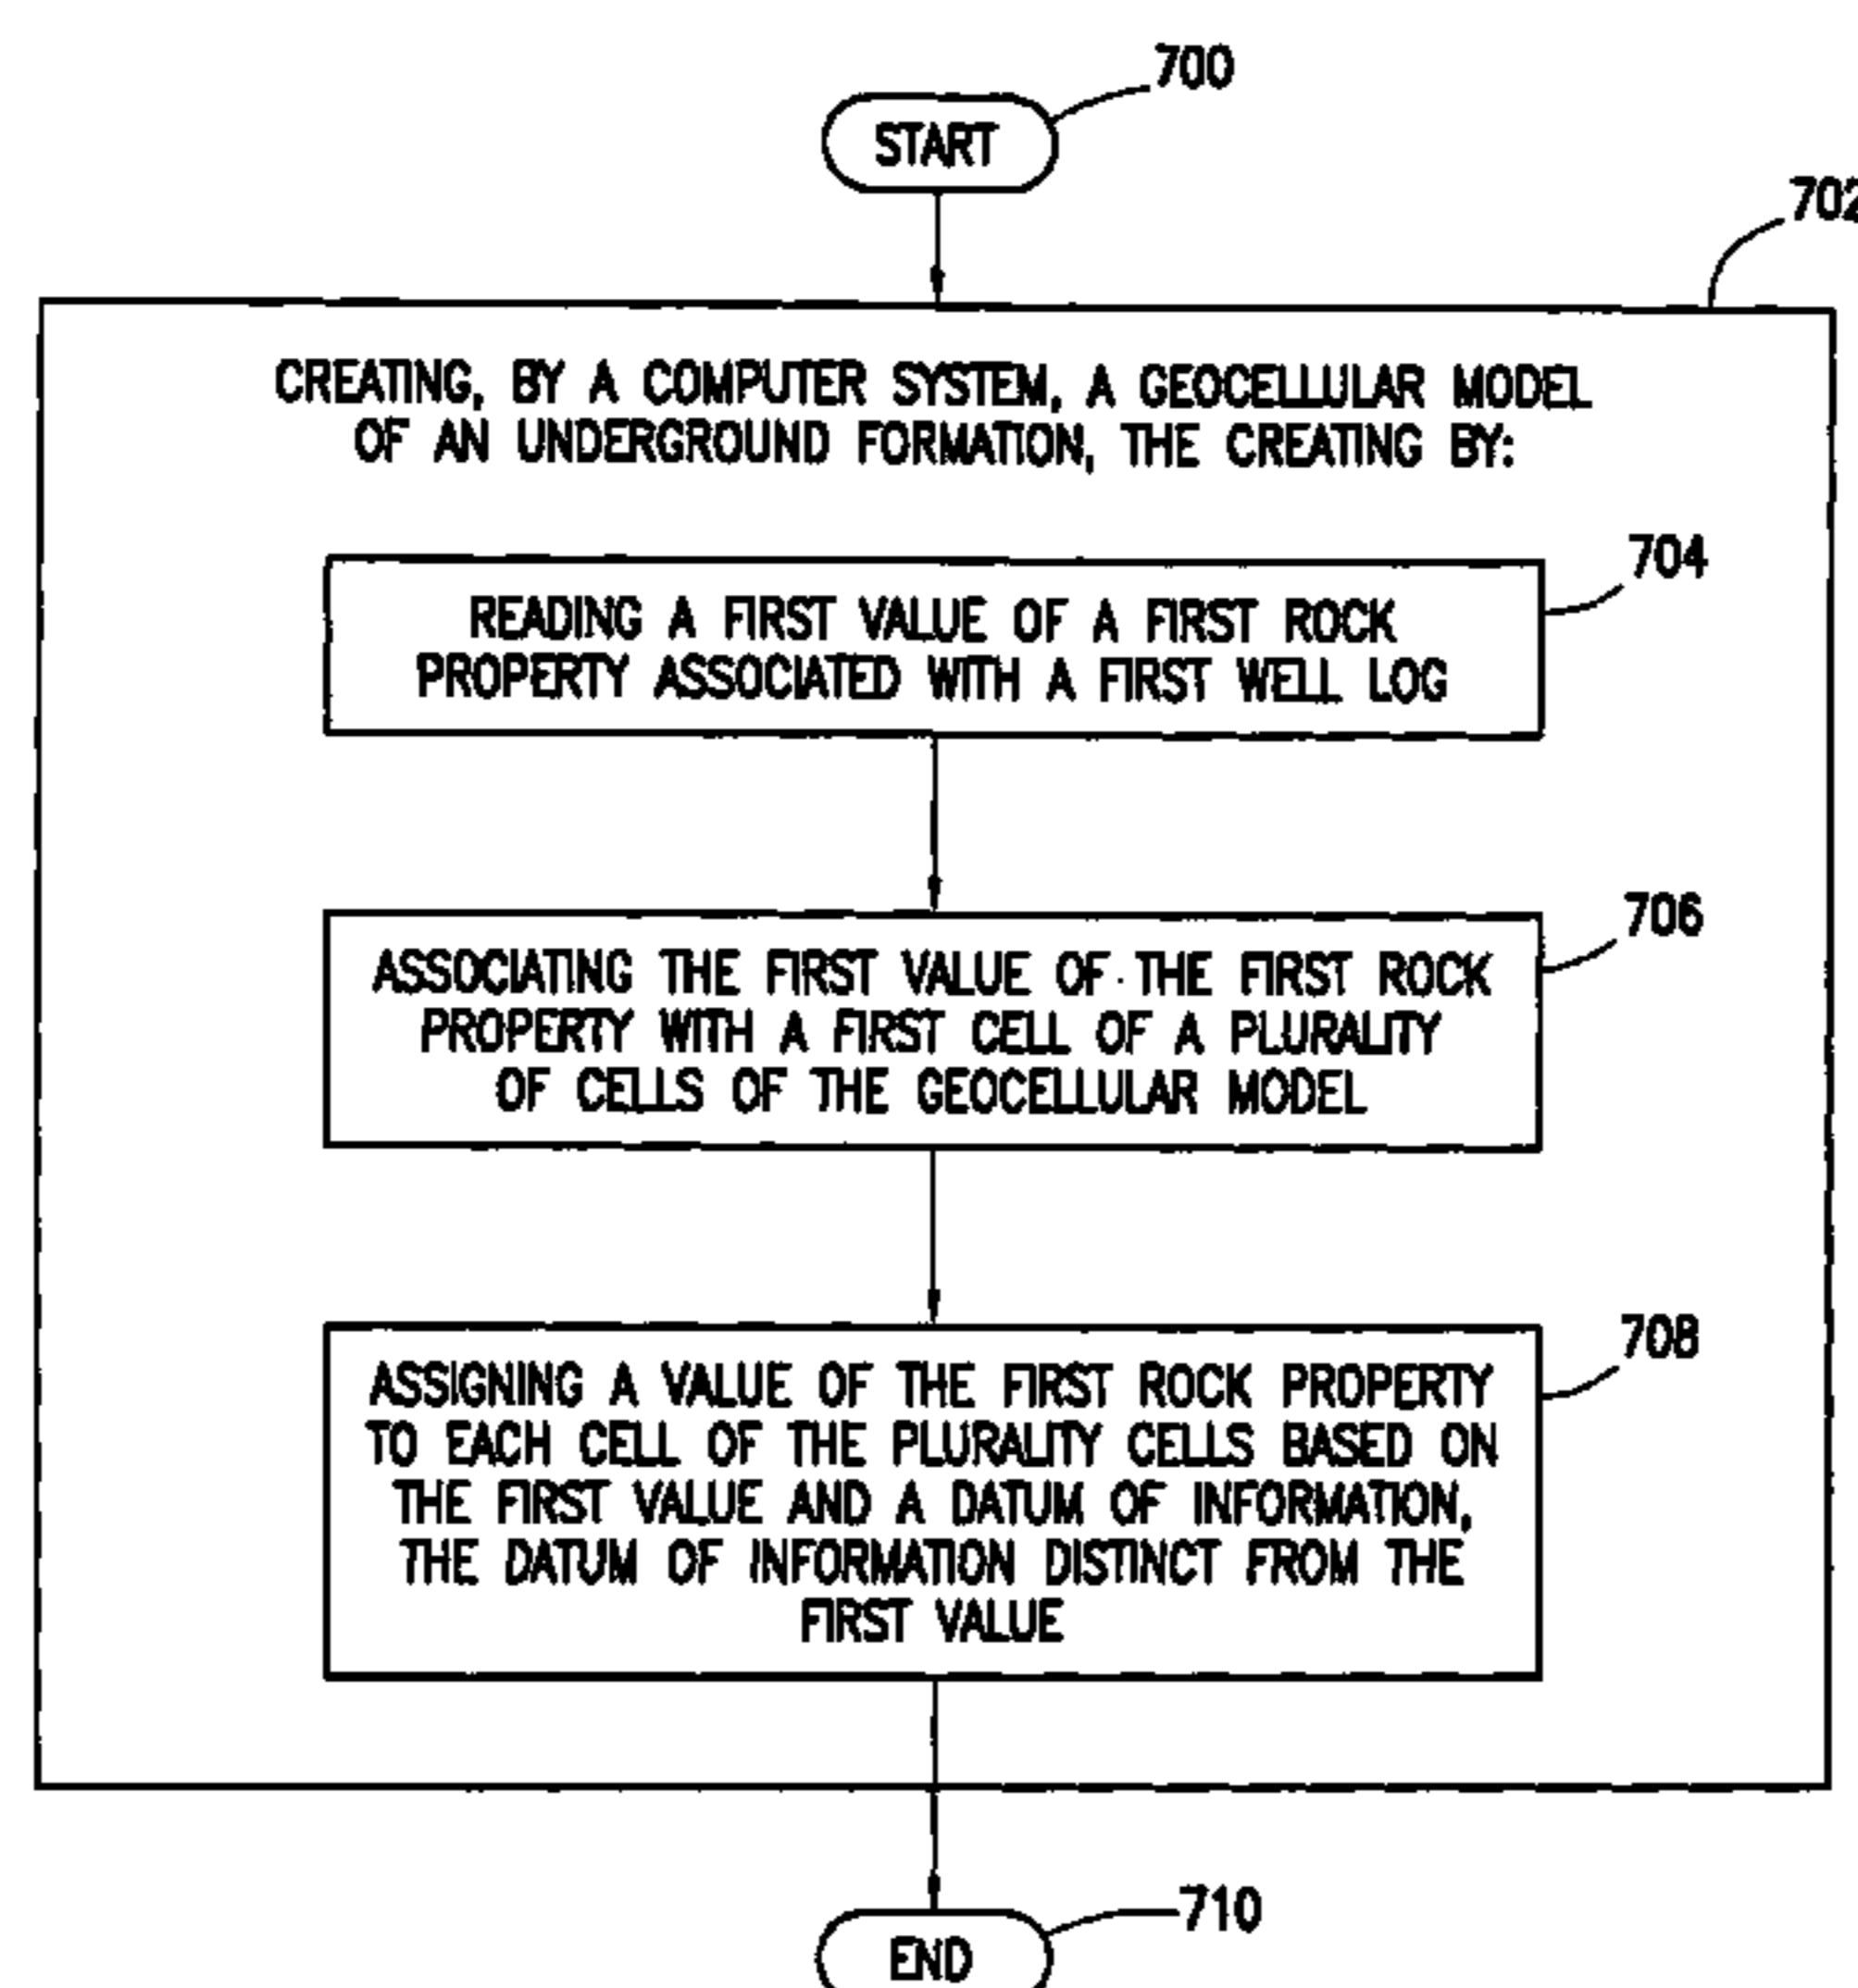 700
START
702
CREATING, BY A COMPUTER SYSTEM, A GEOCELLULAR MODEL
OF AN UNDERGROUND FORMATION, THE CREATING BY:
704
READING A FIRST VALUE OF A FIRST ROCK
PROPERTY ASSOCIATED WITH A FIRST WELL LOG
706
ASSOCIATING THE FIRST VALUE OF THE FIRST ROCK
PROPERTY WITH A FIRST CELL OF A PLURALITY
OF CELLS OF THE GEOCELLULAR MODEL
708
ASSIGNING A VALUE OF THE FIRST ROCK PROPERTY
TO EACH CELL OF THE PLURALITY CELLS BASED ON
THE FIRST VALUE AND A DATUM OF INFORMATION,
THE DATUM OF INFORMATION DISTINCT FROM THE
FIRST VALUE
710
END